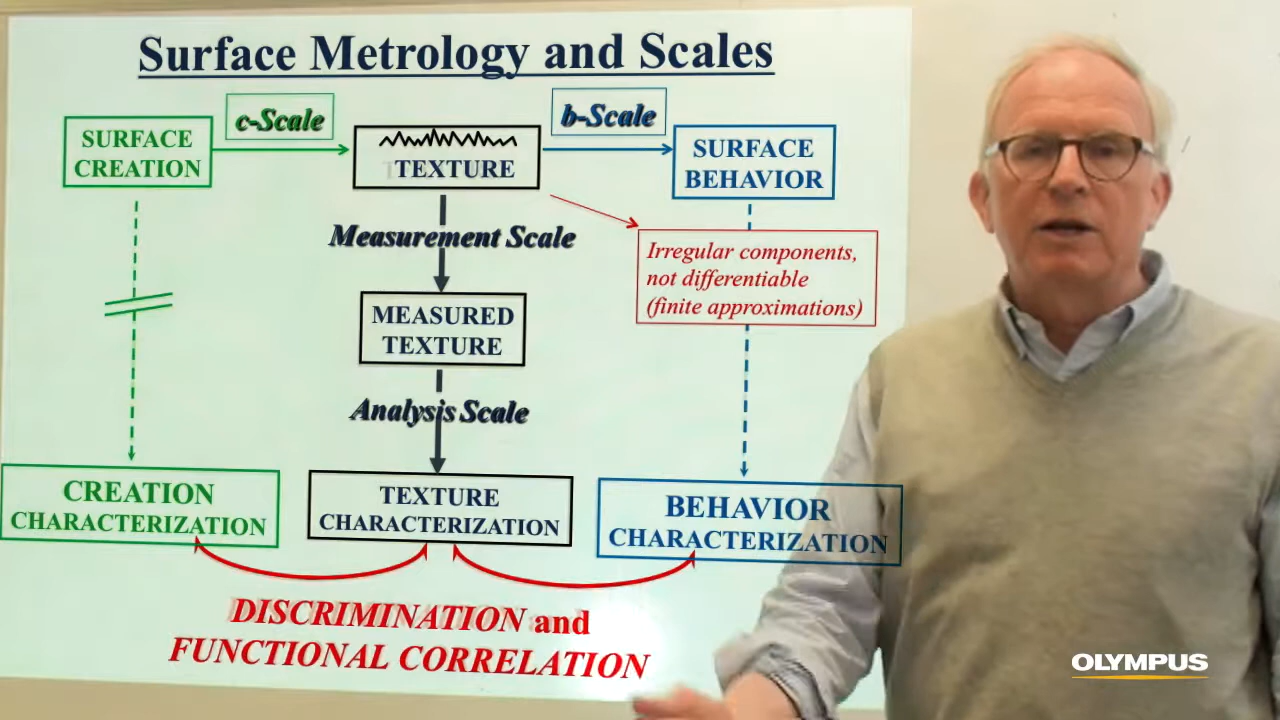 Surface Metrology and Scales
c-Scale
b-Scale
SURFACE
CREATION
TEXTURE
SURFACE
BEHAVIOR
Measurement Scale
Irregular components,
not differentiable
(finite approximations)
MEASURED
TEXTURE
Analysis Scale
CREATION
CHARACTERIZATION
TEXTURE
CHARACTERIZATION
BEHAVIOR
CHARACTERIZATION
DISCRIMINATION and
FUNCTIONAL CORRELATION
OLYMPUS